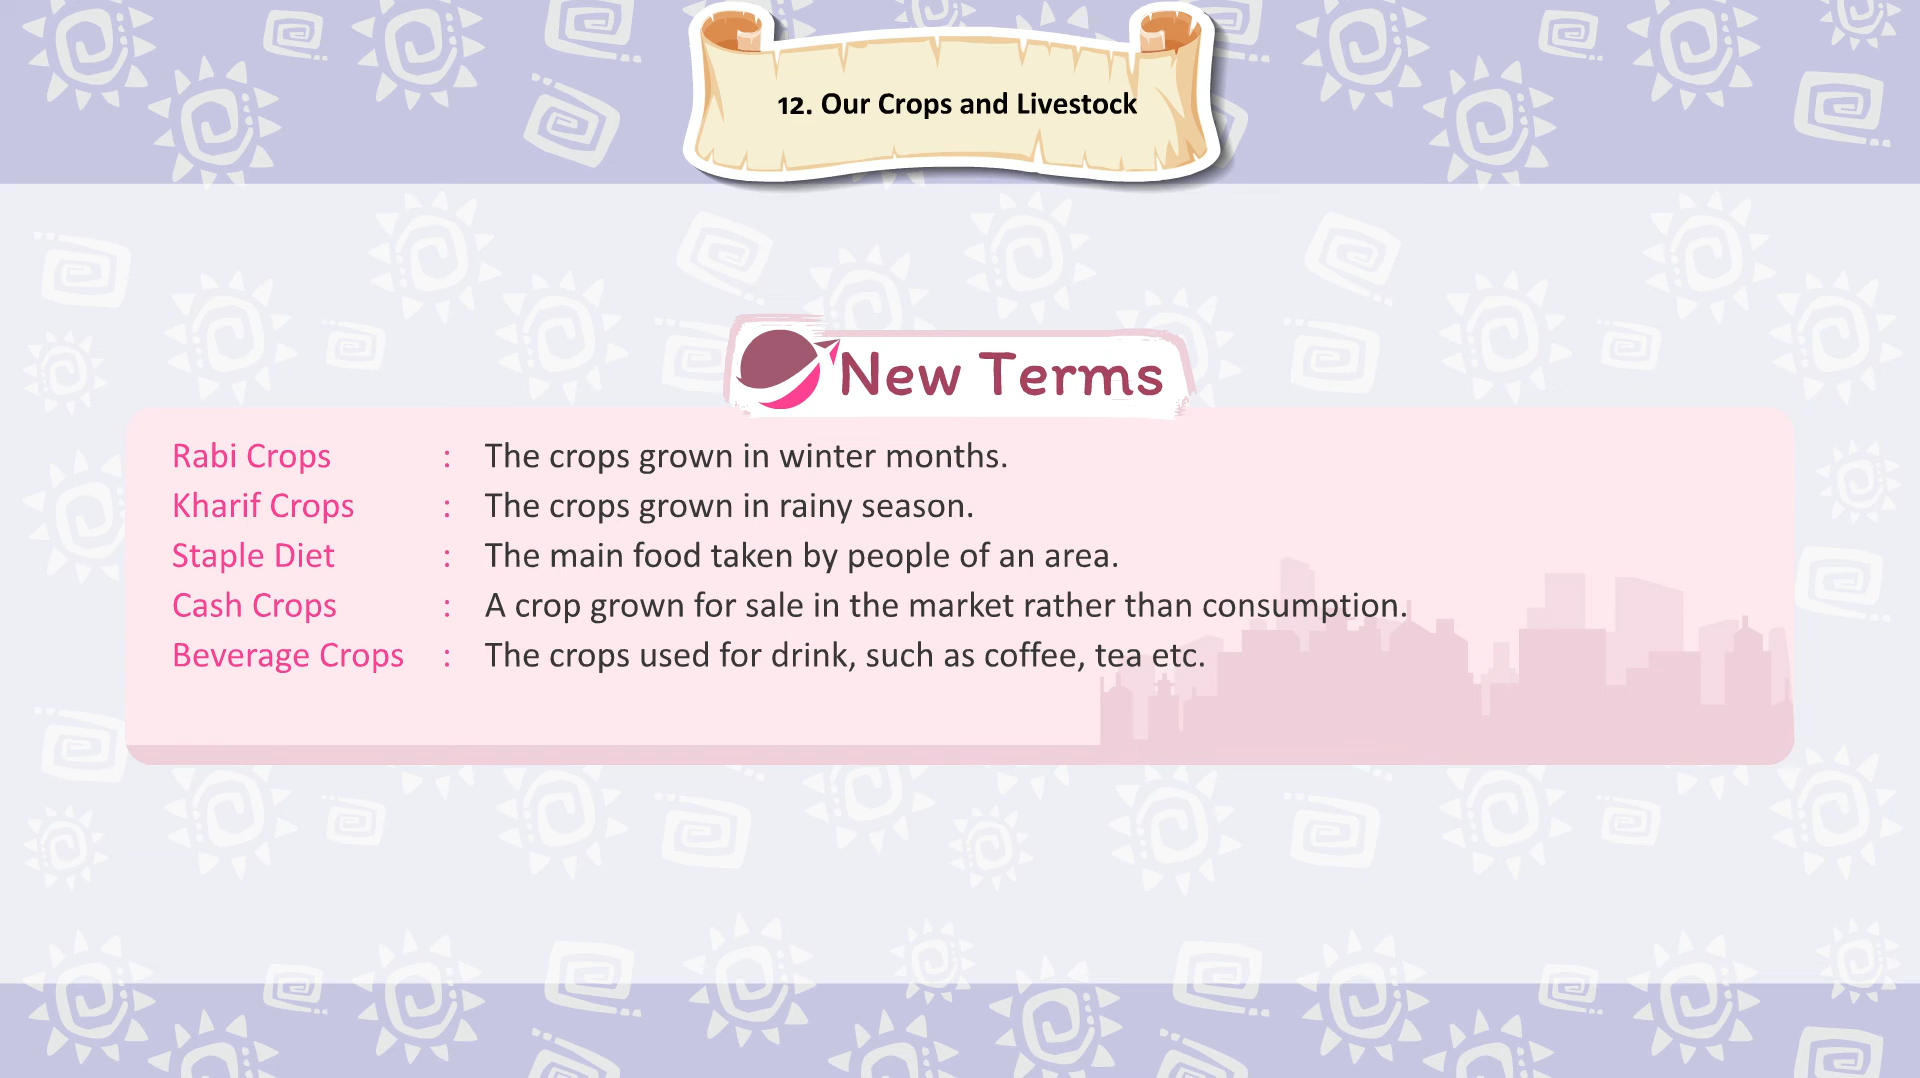 12. Our Crops and Livestock
New Terms
Rabi Crops : The crops grown in winter months.
Kharif Crops : The crops grown in rainy season.
Staple Diet : The main food taken by people of an area.
Cash Crops : A crop grown for sale in the market rather than consumption.
Beverage Crops : The crops used for drink, such as coffee, tea etc.